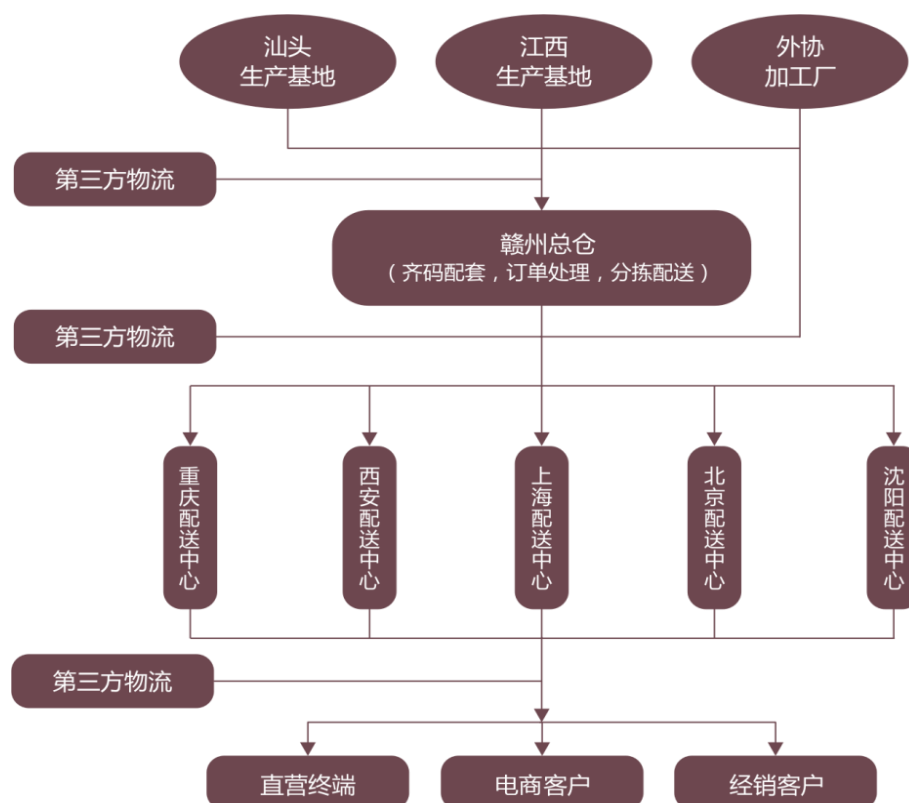 汕头
生产基地
江西
生产基地
外协
加工厂
第三方物流
赣州总仓
（齐码配套，订单处理，分拣配送）
第三方物流
重庆配送中心
西安配送中心
上海配送中心
北京配送中心
沈阳配送中心
第三方物流
直营终端
电商客户
经销客户